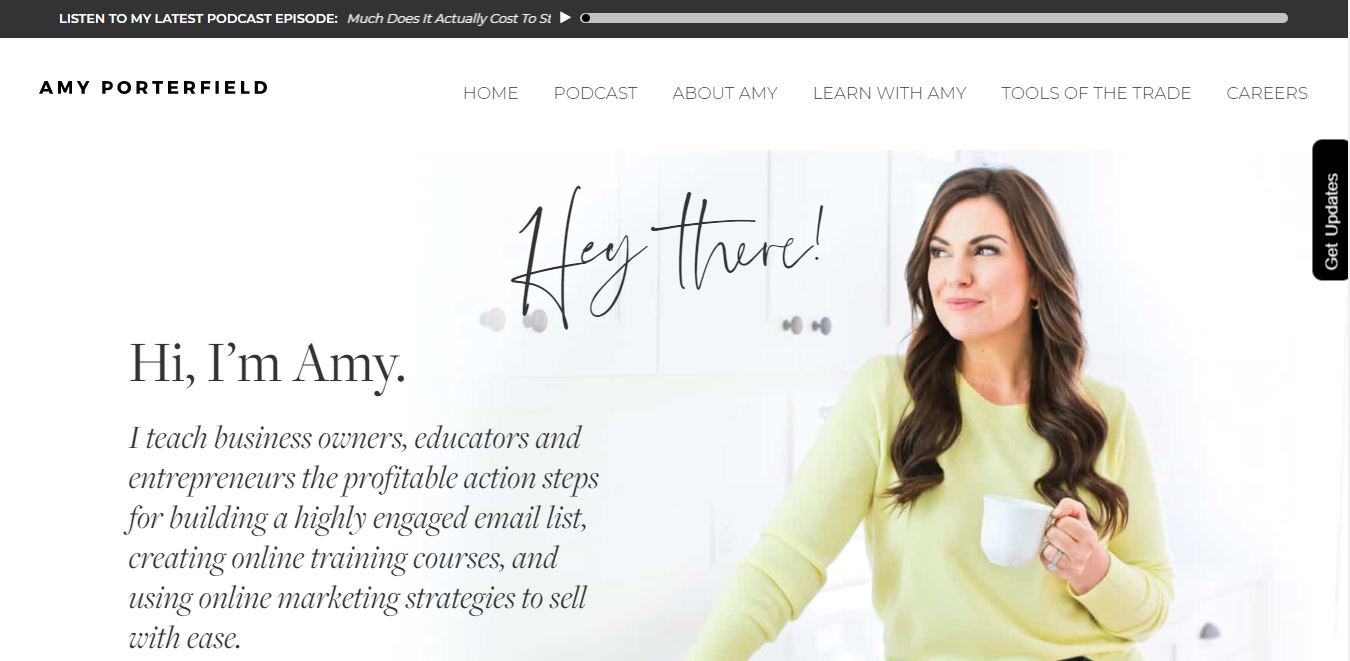 LISTEN TO MY LATEST PODCAST EPISODE: Much Does It Actually Cost To St
AMY PORTERFIELD
HOME PODCAST ABOUT AMY LEARN WITH AMY TOOLS OF THE TRADE CAREERS
Get Updates
Hey there!
Hi, I’m Amy.
I teach business owners, educators and
entrepreneurs the profitable action steps
for building a highly engaged email list,
creating online training courses, and
using online marketing strategies to sell
with ease.